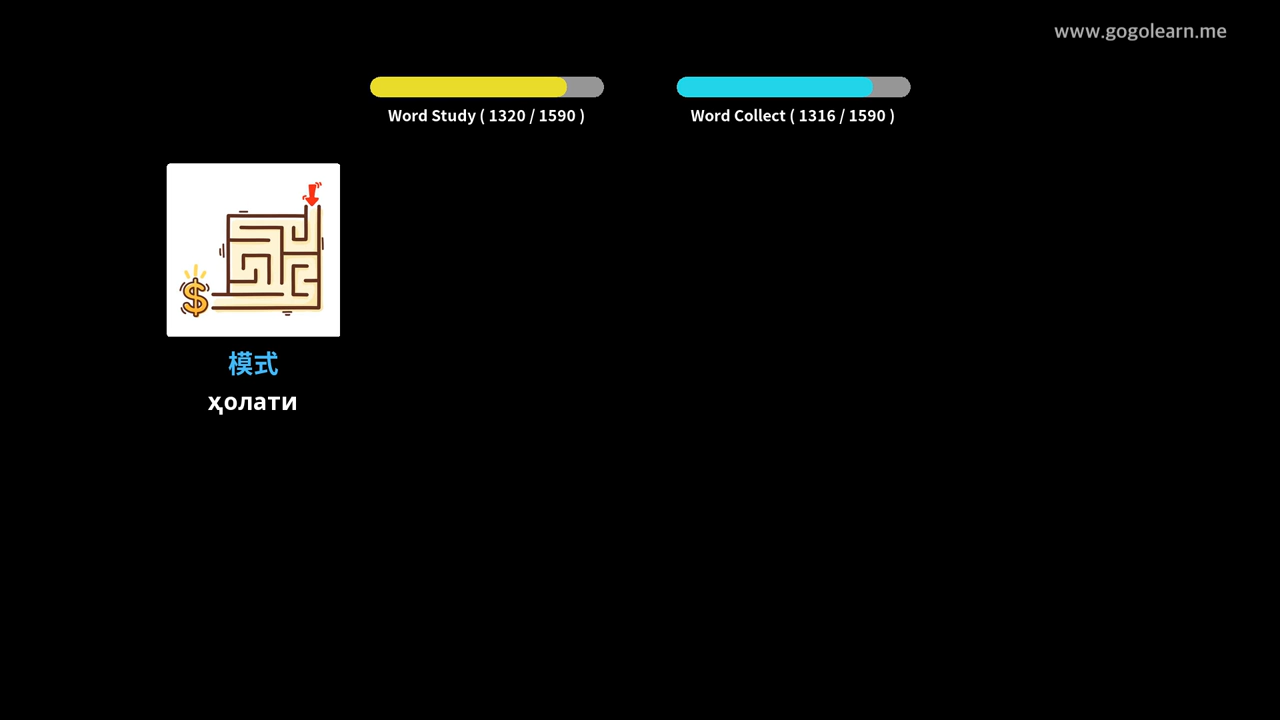 www.gogolearn.me
Word Study ( 1320 / 1590 )
Word Collect ( 1316 / 1590 )
$
模式
ҳолати